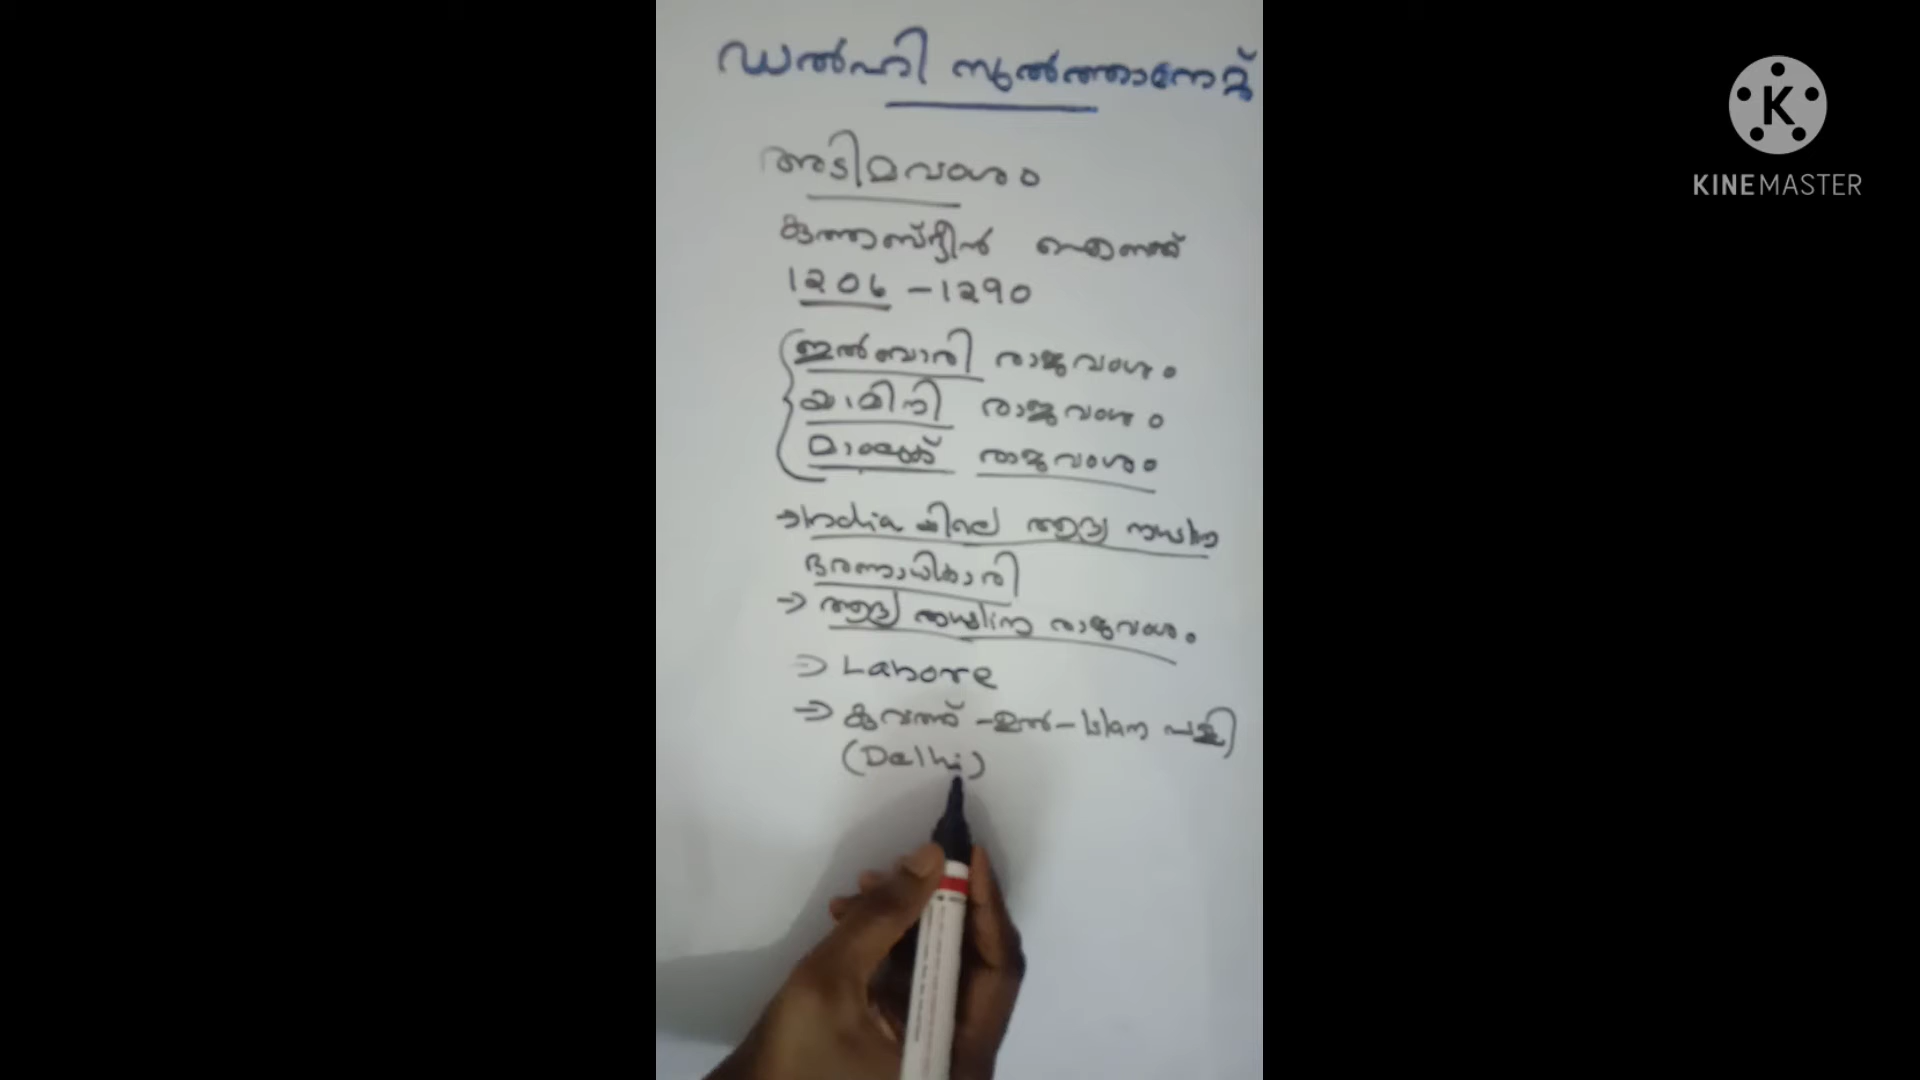 ഡൽഹി സുൽത്താനേറ്റ്
അടിമവംശം
കുത്തബ്ദ്ദീൻ ഐബക്ക്
1206 - 1290
ഇൽബാരി രാജവംശം
യാമിനി രാജവംശം
മാംലുക്ക് രാജവംശം
→ India യിലെ ആദ്യ
ഭരണാധികാരി
→ ആദ്യ രാജവംശം
⇒ Lahore
⇒ കുവത്ത് -ഉൽ- Islam പള്ളി
(Delhi)
KINEMASTER